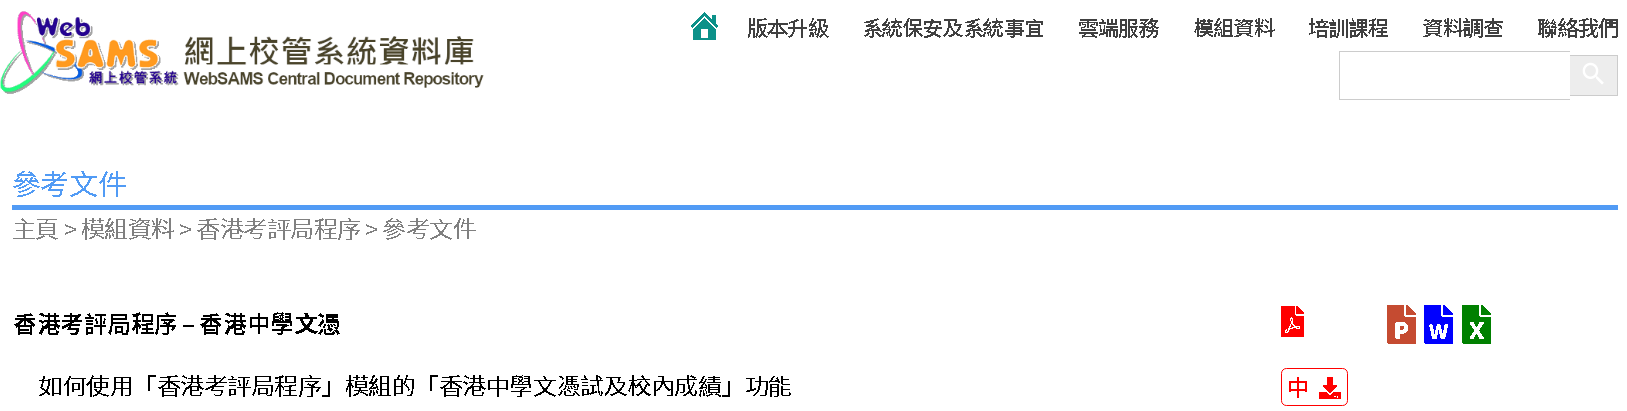 Web
SAMS
網上校管系統
網上校管系統資料庫
WebSAMS Central Document Repository
版本升級 系統保安及系統事宜 雲端服務 模組資料 培訓課程 資料調查 聯絡我們
參考文件
主頁 > 模組資料 > 香港考評局程序 > 參考文件
香港考評局程序 – 香港中學文憑
P W X
如何使用「香港考評局程序」模組的「香港中學文憑試及校內成績」功能
中